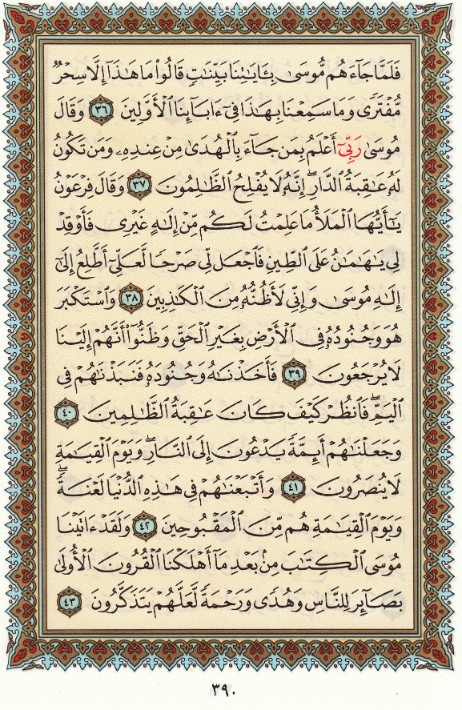 فَلَمَّا جَآءَهُم مُّوسَىٰ بِـَٔايَٰتِنَا بَيِّنَٰتٍ قَالُوا۟ مَا هَٰذَآ إِلَّا سِحْرٌ
مُّفْتَرًى وَمَا سَمِعْنَا بِهَٰذَا فِىٓ ءَابَآئِنَا ٱلْأَوَّلِينَ ٣٦ وَقَالَ
مُوسَىٰ رَبِّىٓ أَعْلَمُ بِمَن جَآءَ بِٱلْهُدَىٰ مِنْ عِندِهِۦ وَمَن تَكُونُ
لَهُۥ عَٰقِبَةُ ٱلدَّارِ ۖ إِنَّهُۥ لَا يُفْلِحُ ٱلظَّٰلِمُونَ ٣٧ وَقَالَ فِرْعَوْنُ
يَٰٓأَيُّهَا ٱلْمَلَأُ مَا عَلِمْتُ لَكُم مِّنْ إِلَٰهٍ غَيْرِى فَأَوْقِدْ
لِى يَٰهَٰمَٰنُ عَلَى ٱلطِّينِ فَٱجْعَل لِّى صَرْحًا لَّعَلِّىٓ أَطَّلِعُ إِلَىٰٓ
إِلَٰهِ مُوسَىٰ وَإِنِّى لَأَظُنُّهُۥ مِنَ ٱلْكَٰذِبِينَ ٣٨ وَٱسْتَكْبَرَ
هُوَ وَجُنُودُهُۥ فِى ٱلْأَرْضِ بِغَيْرِ ٱلْحَقِّ وَظَنُّوٓا۟ أَنَّهُمْ إِلَيْنَا
لَا يُرْجَعُونَ ٣٩ فَأَخَذْنَٰهُ وَجُنُودَهُۥ فَنَبَذْنَٰهُمْ فِى
ٱلْيَمِّ ۖ فَٱنظُرْ كَيْفَ كَانَ عَٰقِبَةُ ٱلظَّٰلِمِينَ ٤٠
وَجَعَلْنَٰهُمْ أَئِمَّةً يَدْعُونَ إِلَى ٱلنَّارِ ۖ وَيَوْمَ ٱلْقِيَٰمَةِ
لَا يُنصَرُونَ ٤١ وَأَتْبَعْنَٰهُمْ فِى هَٰذِهِ ٱلدُّنْيَا لَعْنَةً ۖ
وَيَوْمَ ٱلْقِيَٰمَةِ هُم مِّنَ ٱلْمَقْبُوحِينَ ٤٢ وَلَقَدْ ءَاتَيْنَا
مُوسَى ٱلْكِتَٰبَ مِنۢ بَعْدِ مَآ أَهْلَكْنَا ٱلْقُرُونَ ٱلْأُولَىٰ
بَصَآئِرَ لِلنَّاسِ وَهُدًى وَرَحْمَةً لَّعَلَّهُمْ يَتَذَكَّرُونَ ٤٣
٣٩٠